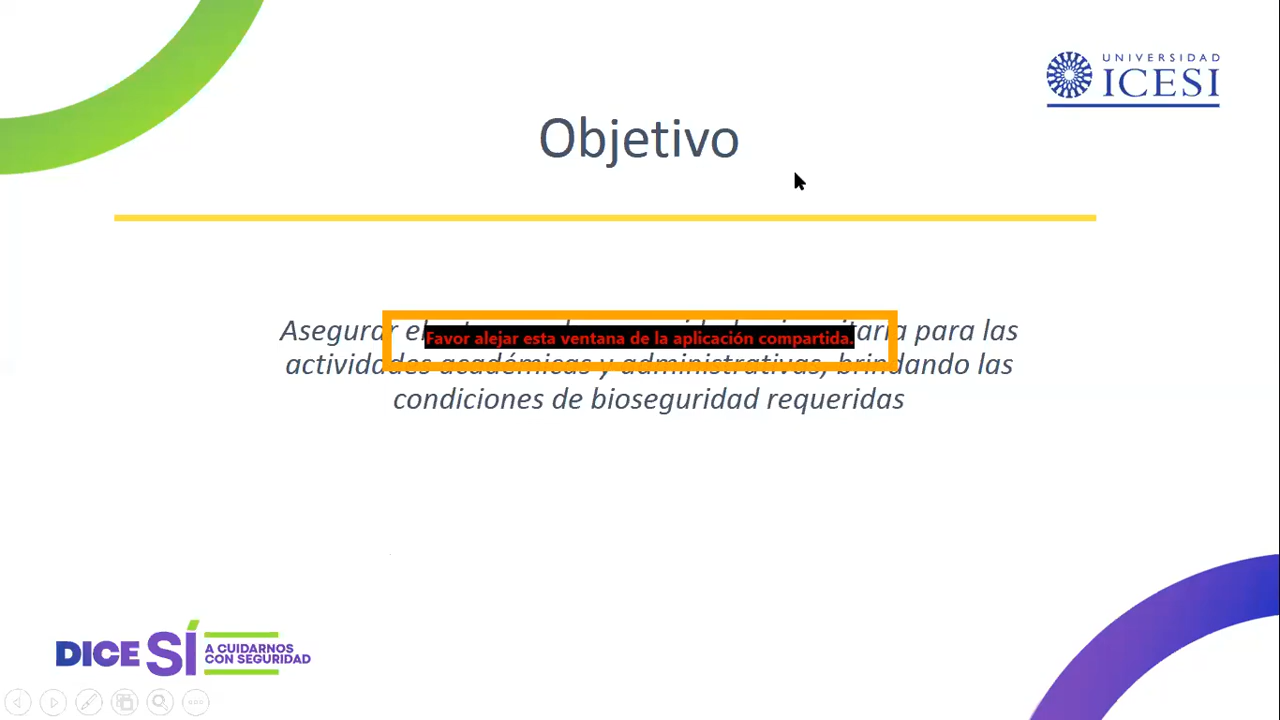 UNIVERSIDAD
ICESI
Objetivo
Asegurar el para las
Favor alejar esta ventana de la aplicación compartida.
actividades académicas y administrativas, brindando las
condiciones de bioseguridad requeridas
DICE SÍ A CUIDARNOS
CON SEGURIDAD